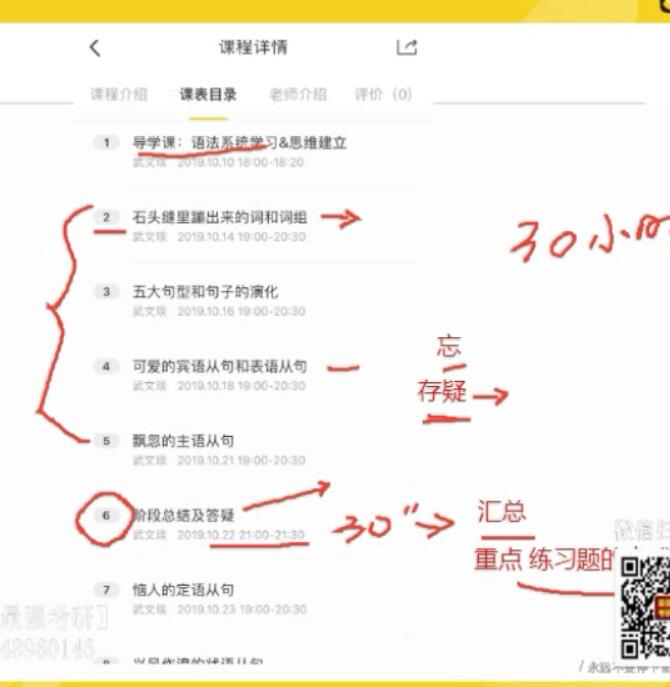 课程详情
课程介绍 课表目录 老师介绍 评价（0）
1 导学课：语法系统学习&思维建立
武文琰 2019.10.10 18:00-18:20
2 石头缝里蹦出来的词和词组
武文琰 2019.10.14 19:00-20:30
30小
3 五大句型和句子的演化
武文琰 2019.10.16 19:00-20:30
忘
4 可爱的宾语从句和表语从句
武文琰 2019.10.18 19:00-20:30
存疑
5 飘忽的主语从句
武文琰 2019.10.21 19:00-20:30
6 阶段总结及答疑
武文琰 2019.10.22 21:00-21:30
30"
汇总
重点 练习题的
微信扫
7 恼人的定语从句
武文琰 2019.10.23 19:00-20:30
最强考研】
48960146
8 兴风作浪的状语从句
/ 永远不要停下